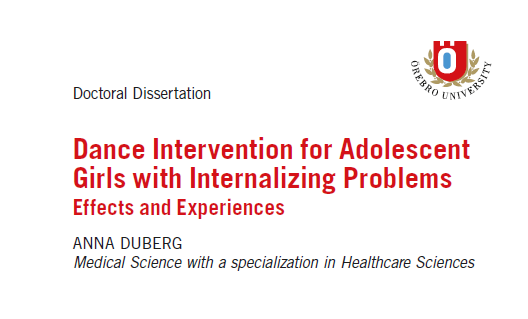 ÖREBRO UNIVERSITY
Doctoral Dissertation
Dance Intervention for Adolescent
Girls with Internalizing Problems
Effects and Experiences
ANNA DUBERG
Medical Science with a specialization in Healthcare Sciences